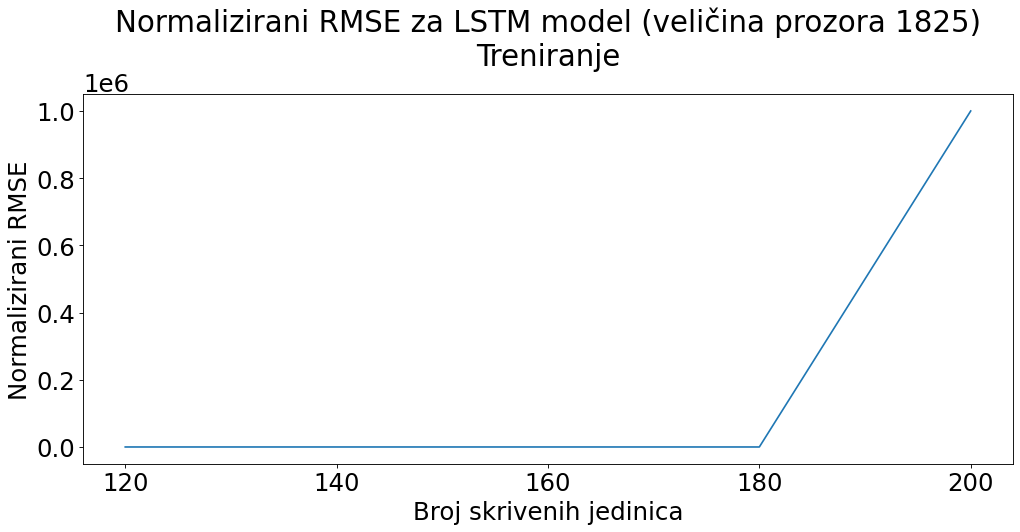 Normalizirani RMSE za LSTM model (veličina prozora 1825)
Treniranje
1e6
1.0
0.8
0.6
0.4
0.2
0.0
Normalizirani RMSE
120 140 160 180 200
Broj skrivenih jedinica